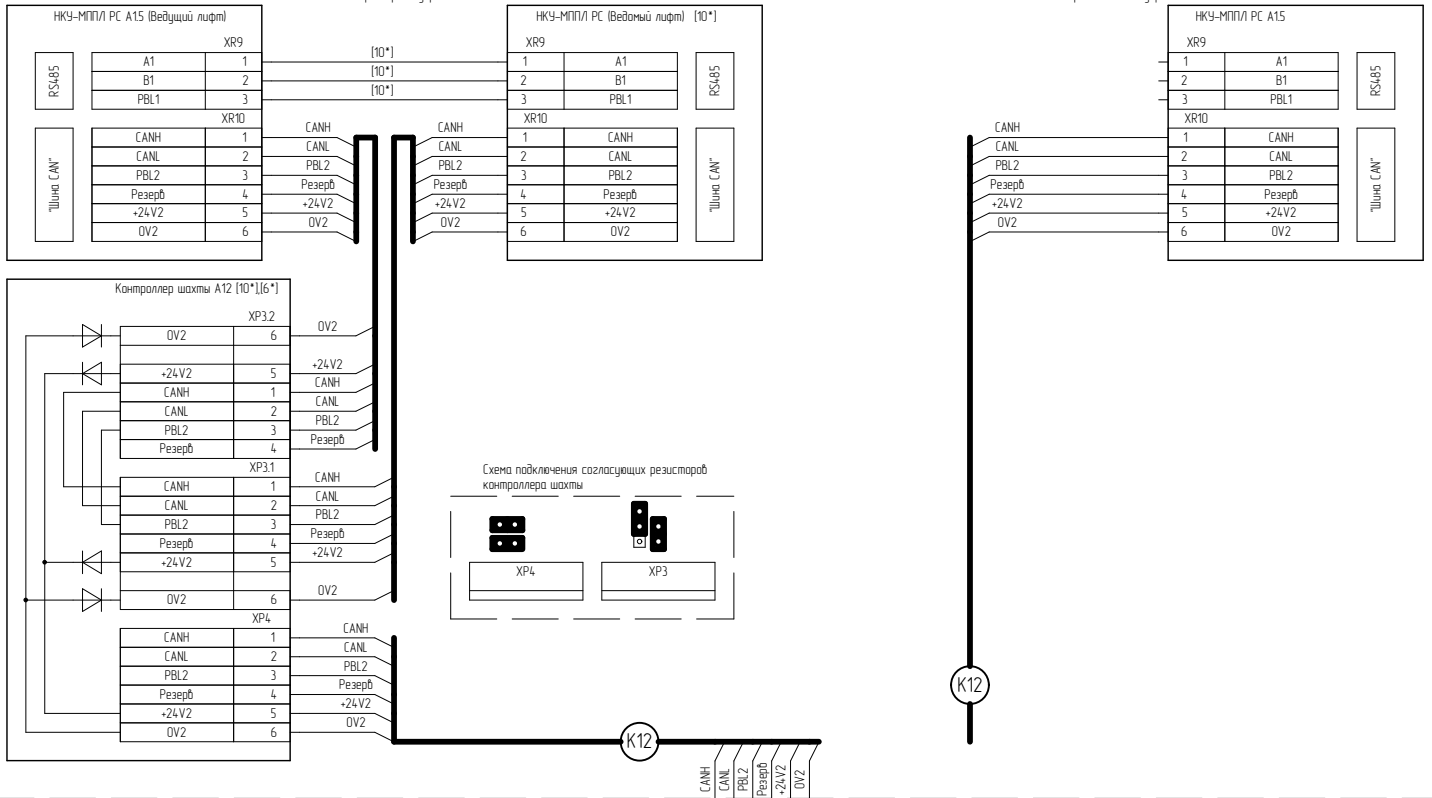 НКУ-МППЛ РС А1.5 (Ведущий лифт)
XR9
RS485
A1 1
B1 2
PBL1 3
XR10
"Шина CAN"
CANH 1 CANH
CANL 2 CANL
PBL2 3 PBL2
Резерв 4 Резерв
+24V2 5 +24V2
0V2 6 0V2
[10*]
[10*]
[10*]
НКУ-МППЛ РС (Ведомый лифт) [10*]
XR9
1 A1
2 B1
3 PBL1
RS485
XR10
CANH 1 CANH
CANL 2 CANL
PBL2 3 PBL2
Резерв 4 Резерв
+24V2 5 +24V2
0V2 6 0V2
"Шина CAN"
НКУ-МППЛ РС А1.5
XR9
1 A1
2 B1
3 PBL1
RS485
XR10
CANH 1 CANH
CANL 2 CANL
PBL2 3 PBL2
Резерв 4 Резерв
+24V2 5 +24V2
0V2 6 0V2
"Шина CAN"
Контроллер шахты А12 [10*],[6*]
XP3.2
0V2 6 0V2
+24V2 5 +24V2
CANH 1 CANH
CANL 2 CANL
PBL2 3 PBL2
Резерв 4 Резерв
XP3.1
CANH 1 CANH
CANL 2 CANL
PBL2 3 PBL2
Резерв 4 Резерв
+24V2 5 +24V2
0V2 6 0V2
XP4
CANH 1 CANH
CANL 2 CANL
PBL2 3 PBL2
Резерв 4 Резерв
+24V2 5 +24V2
0V2 6 0V2
Схема подключения согласующих резисторов
контроллера шахты
XP4
XP3
K12
K12
CANH
CANL
PBL2
Резерв
+24V2
0V2